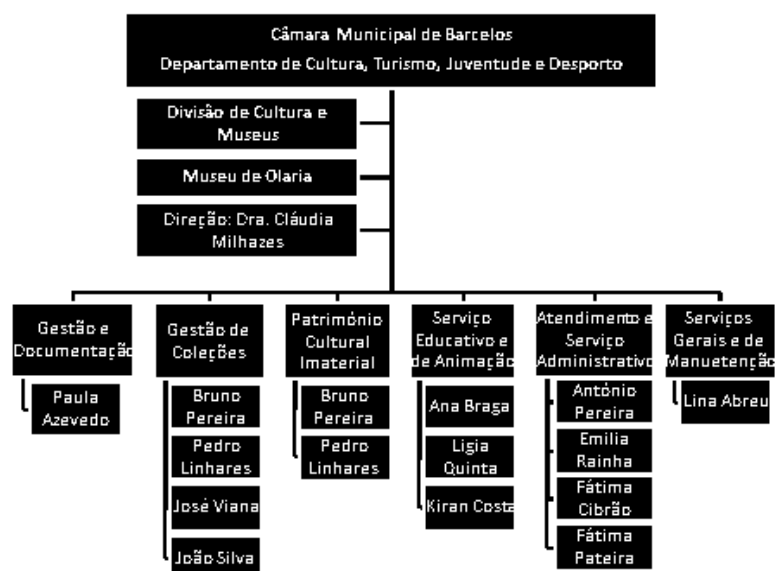 Câmara Municipal de Barcelos
Departamento de Cultura, Turismo, Juventude e Desporto
Divisão de Cultura e
Museus
Museu de Olaria
Direção: Dra. Cláudia
Milhazes
Gestão e
Documentação
Paula
Azevedo
Gestão de
Coleções
Bruno
Pereira
Pedro
Linhares
José Viana
João Silva
Património
Cultural
Imaterial
Bruno
Pereira
Pedro
Linhares
Serviço
Educativo e
de Animação
Ana Braga
Ligia
Quinta
Kiran Costa
Atendimento e
Serviço
Administrativo
António
Pereira
Emilia
Rainha
Fátima
Cibrão
Fátima
Pateira
Serviços
Gerais e de
Manuetenção
Lina Abreu